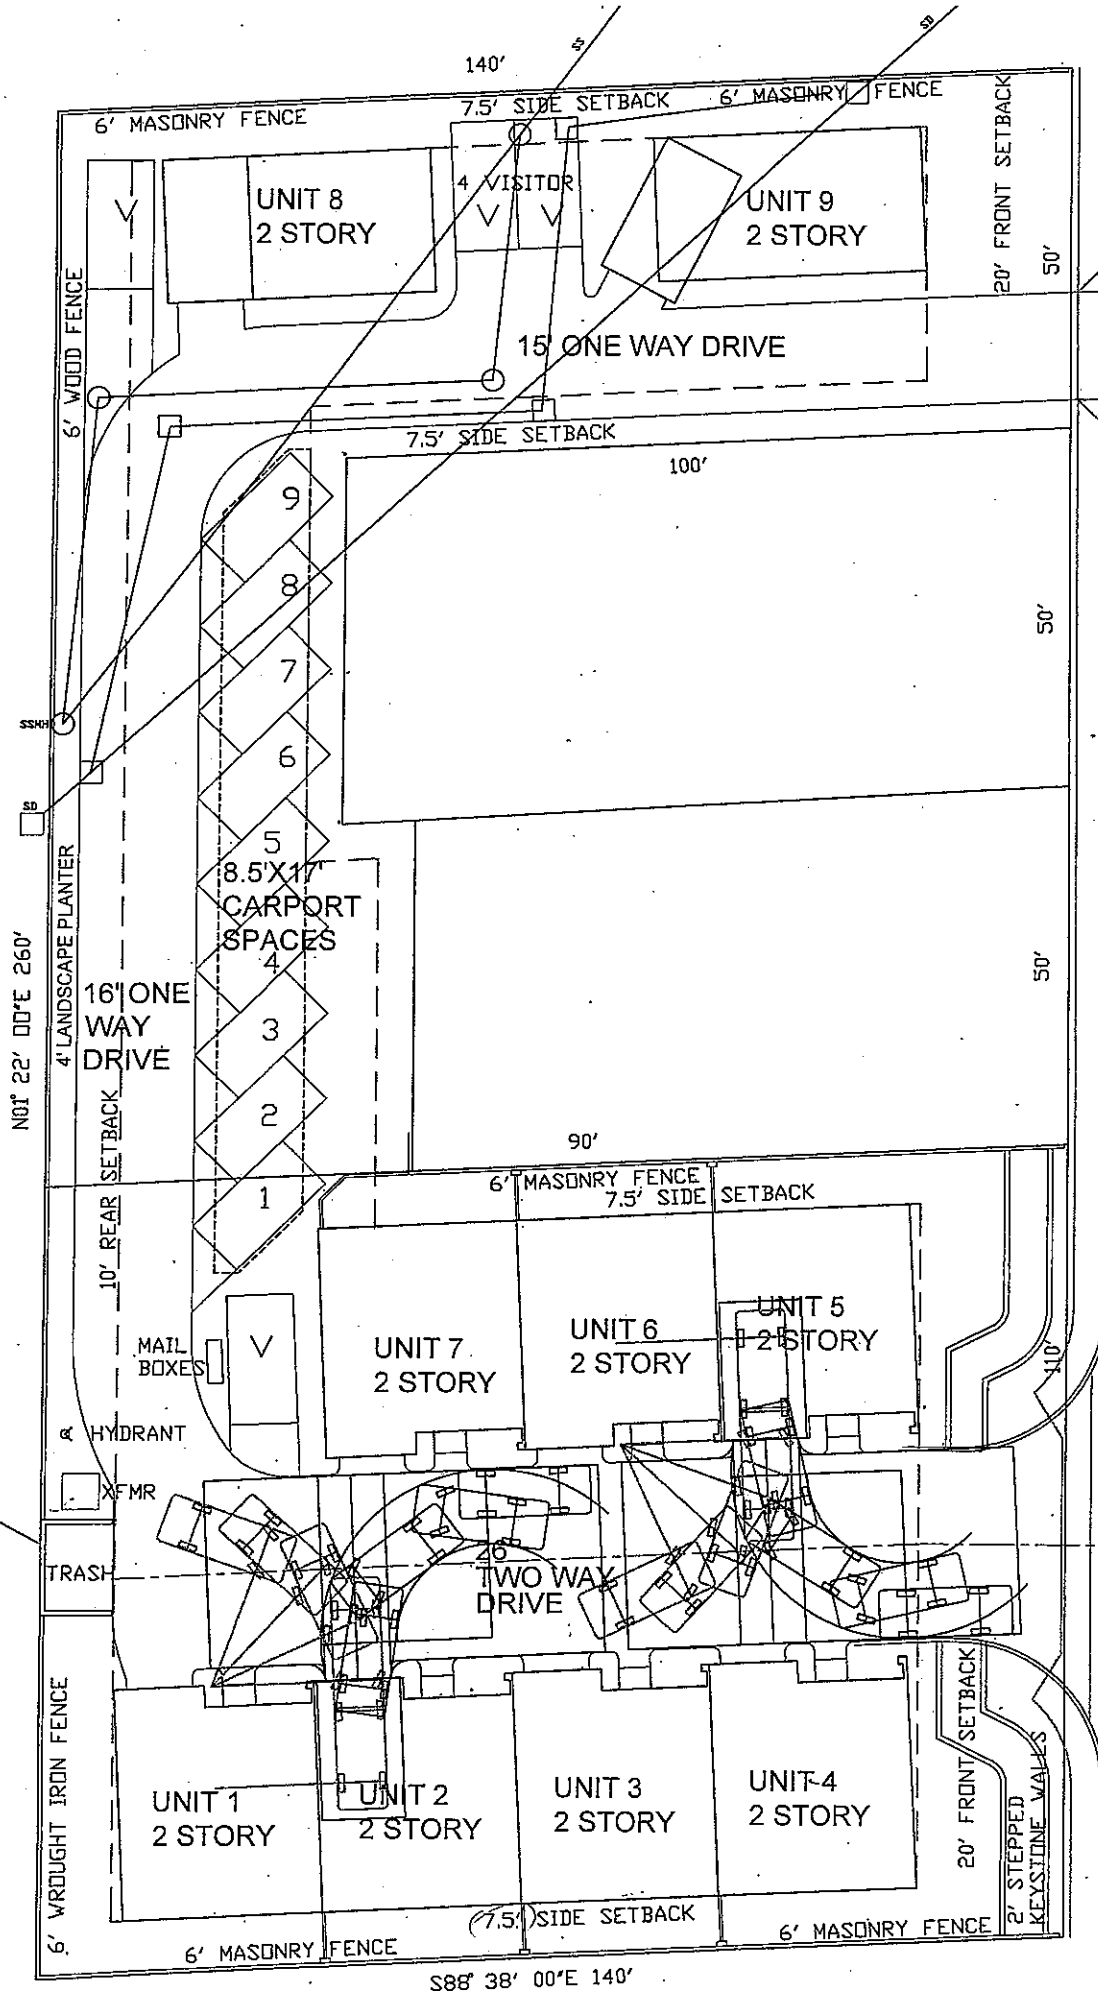 SS
SD
140'
7.5' SIDE SETBACK
6' MASONRY FENCE
6' MASONRY FENCE
20' FRONT SETBACK
50'
UNIT 8
2 STORY
4 VISITOR
UNIT 9
2 STORY
6' WOOD FENCE
15' ONE WAY DRIVE
7.5' SIDE SETBACK
100'
9
8
7
6
5
50'
SSMH
SD
8.5'X17'
CARPORT
SPACES
4
3
2
1
50'
N01° 22' 00"E 260'
4' LANDSCAPE PLANTER
16' ONE
WAY
DRIVE
10' REAR SETBACK
90'
6' MASONRY FENCE
7.5' SIDE SETBACK
UNIT 7
2 STORY
UNIT 6
2 STORY
UNIT 5
2 STORY
110'
MAIL
BOXES
HYDRANT
XFMR
TRASH
26'
TWO WAY
DRIVE
6' WROUGHT IRON FENCE
UNIT 1
2 STORY
UNIT 2
2 STORY
UNIT 3
2 STORY
UNIT 4
2 STORY
20' FRONT SETBACK
2' STEPPED
KEYSTONE WALLS
7.5' SIDE SETBACK
6' MASONRY FENCE
6' MASONRY FENCE
S88° 38' 00"E 140'